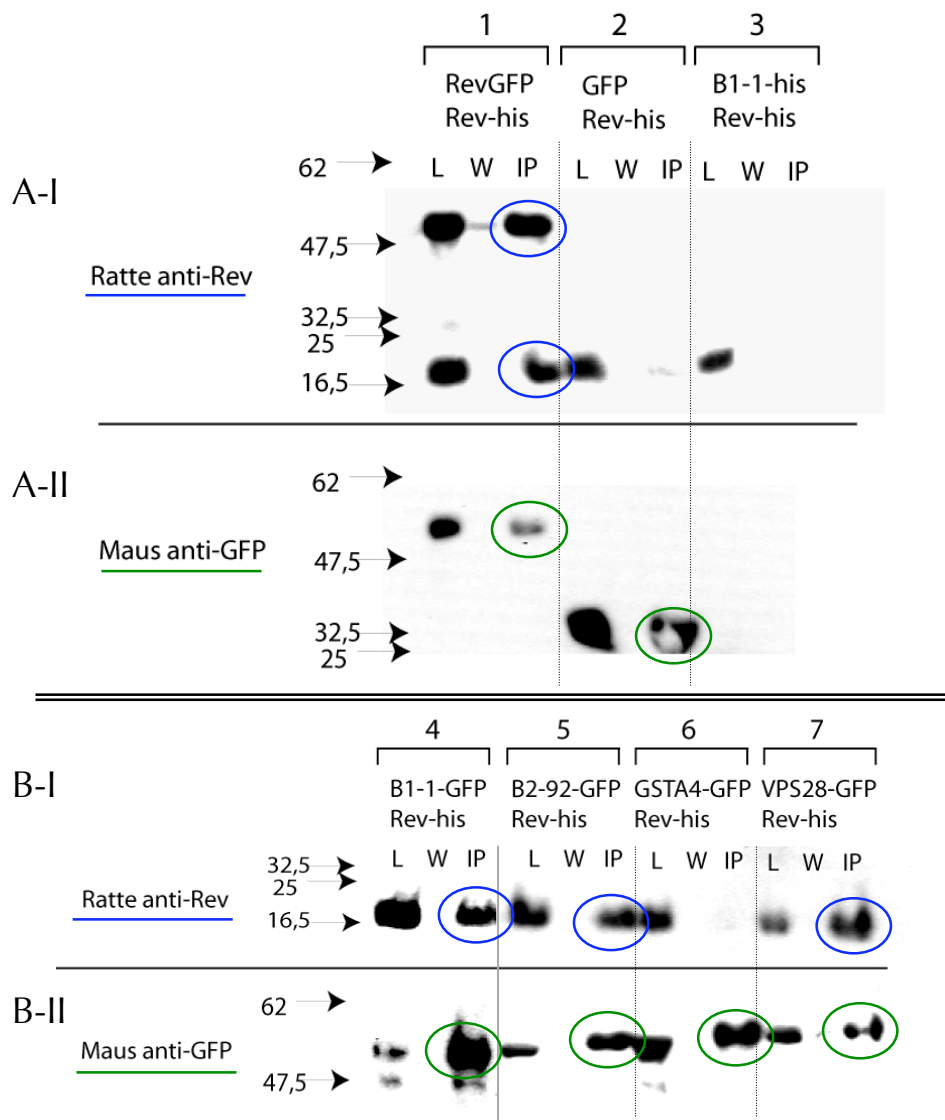 1 2 3
RevGFP GFP B1-1-his
Rev-his Rev-his Rev-his
62 L W IP L W IP L W IP
A-I
47,5
Ratte anti-Rev
32,5
25
16,5
A-II
62
Maus anti-GFP
47,5
32,5
25
4 5 6 7
B-I
B1-1-GFP B2-92-GFP GSTA4-GFP VPS28-GFP
Rev-his Rev-his Rev-his Rev-his
L W IP L W IP L W IP L W IP
32,5
25
Ratte anti-Rev
16,5
B-II
62
Maus anti-GFP
47,5